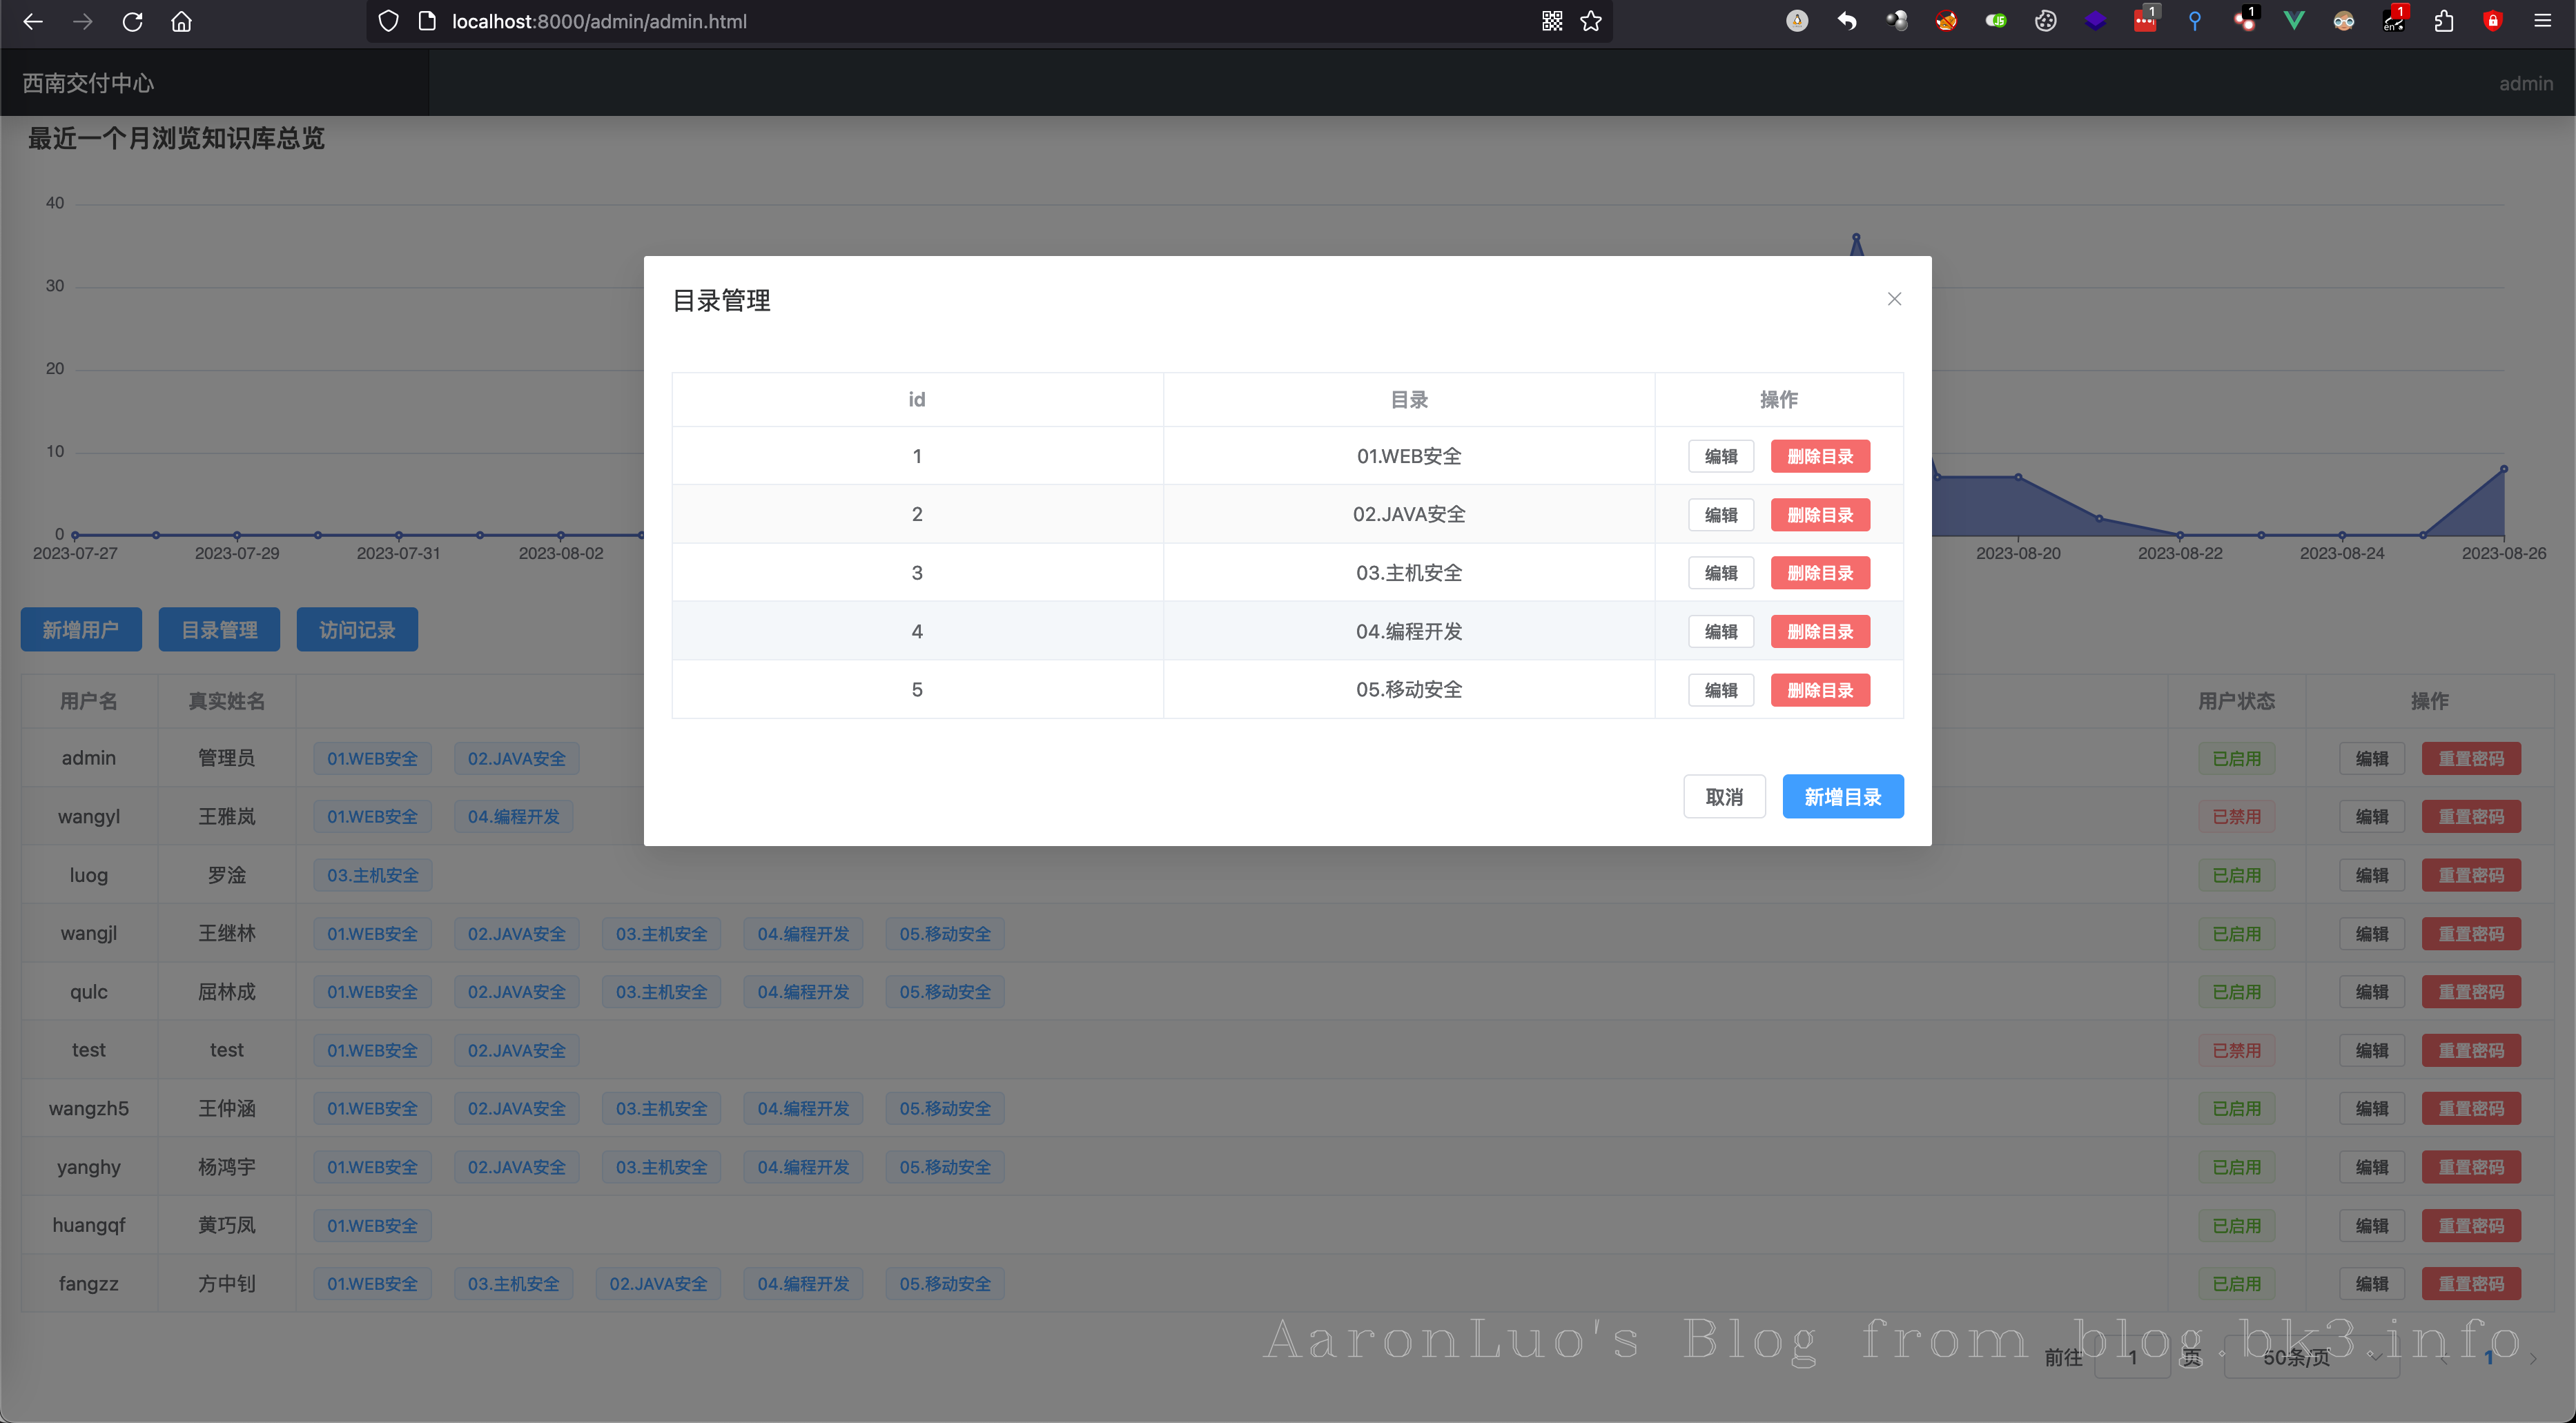 localhost:8000/admin/admin.html
1
1
1
en
JS
西南交付中心
admin
最近一个月浏览知识库总览
40
30
20
10
0
2023-07-27 2023-07-29 2023-07-31 2023-08-02 2023-08-20 2023-08-22 2023-08-24 2023-08-26
目录管理
id 目录 操作
1 01.WEB安全 编辑 删除目录
2 02.JAVA安全 编辑 删除目录
3 03.主机安全 编辑 删除目录
4 04.编程开发 编辑 删除目录
5 05.移动安全 编辑 删除目录
取消 新增目录
新增用户 目录管理 访问记录
用户名 真实姓名 用户状态 操作
admin 管理员 01.WEB安全 02.JAVA安全 已启用 编辑 重置密码
wangyl 王雅岚 01.WEB安全 04.编程开发 已禁用 编辑 重置密码
luog 罗淦 03.主机安全 已启用 编辑 重置密码
wangjl 王继林 01.WEB安全 02.JAVA安全 03.主机安全 04.编程开发 05.移动安全 已启用 编辑 重置密码
qulc 屈林成 01.WEB安全 02.JAVA安全 03.主机安全 04.编程开发 05.移动安全 已启用 编辑 重置密码
test test 01.WEB安全 02.JAVA安全 已禁用 编辑 重置密码
wangzh5 王仲涵 01.WEB安全 02.JAVA安全 03.主机安全 04.编程开发 05.移动安全 已启用 编辑 重置密码
yanghy 杨鸿宇 01.WEB安全 02.JAVA安全 03.主机安全 04.编程开发 05.移动安全 已启用 编辑 重置密码
huangqf 黄巧凤 01.WEB安全 已启用 编辑 重置密码
fangzz 方中钊 01.WEB安全 03.主机安全 02.JAVA安全 04.编程开发 05.移动安全 已启用 编辑 重置密码
AaronLuo's Blog from blog.bk3.info
前往 1 页 50条/页 1